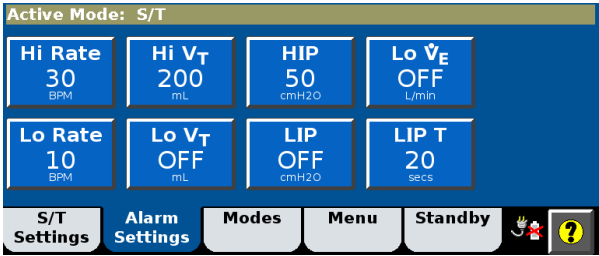 Active Mode: S/T
Hi Rate
30
BPM
Hi VT
200
mL
HIP
50
cmH2O
Lo V̇E
OFF
L/min
Lo Rate
10
BPM
Lo VT
OFF
mL
LIP
OFF
cmH2O
LIP T
20
secs
S/T
Settings
Alarm
Settings
Modes
Menu
Standby
?